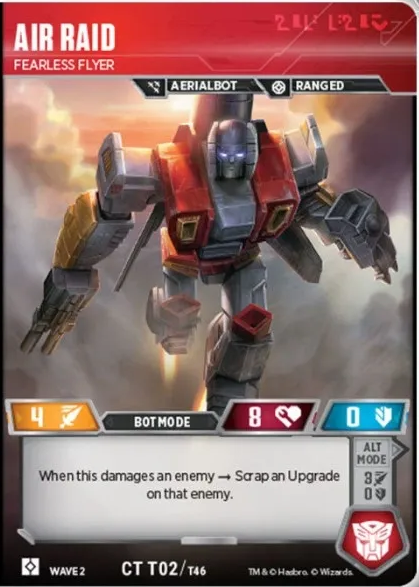 AIR RAID
FEARLESS FLYER
AERIALBOT
RANGED
4
BOT MODE
8
0
ALT
MODE
3
0
When this damages an enemy → Scrap an Upgrade
on that enemy.
WAVE 2
CT T02/T46
TM & © Hasbro. © Wizards.